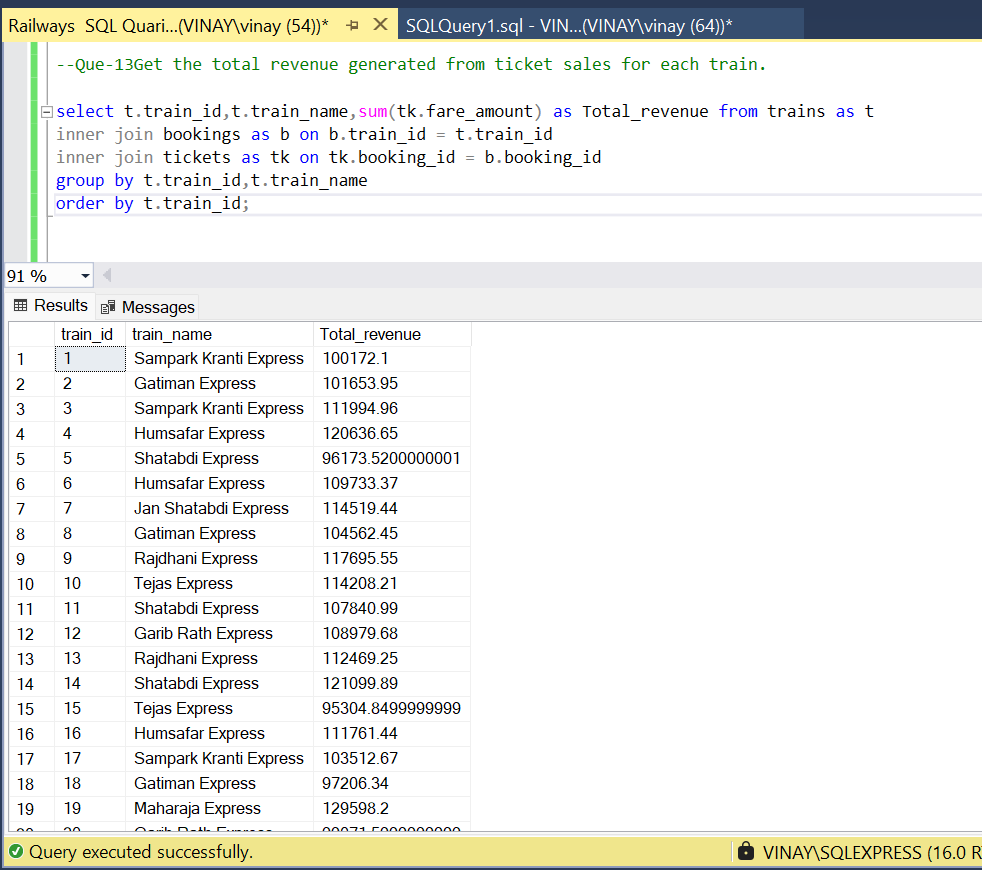 Railways SQL Quari...(VINAY\vinay (54))* SQLQuery1.sql - VIN...(VINAY\vinay (64))*
--Que-13Get the total revenue generated from ticket sales for each train.
select t.train_id,t.train_name,sum(tk.fare_amount) as Total_revenue from trains as t
inner join bookings as b on b.train_id = t.train_id
inner join tickets as tk on tk.booking_id = b.booking_id
group by t.train_id,t.train_name
order by t.train_id;
91 %
Results Messages
train_id train_name Total_revenue
1 1 Sampark Kranti Express 100172.1
2 2 Gatiman Express 101653.95
3 3 Sampark Kranti Express 111994.96
4 4 Humsafar Express 120636.65
5 5 Shatabdi Express 96173.5200000001
6 6 Humsafar Express 109733.37
7 7 Jan Shatabdi Express 114519.44
8 8 Gatiman Express 104562.45
9 9 Rajdhani Express 117695.55
10 10 Tejas Express 114208.21
11 11 Shatabdi Express 107840.99
12 12 Garib Rath Express 108979.68
13 13 Rajdhani Express 112469.25
14 14 Shatabdi Express 121099.89
15 15 Tejas Express 95304.8499999999
16 16 Humsafar Express 111761.44
17 17 Sampark Kranti Express 103512.67
18 18 Gatiman Express 97206.34
19 19 Maharaja Express 129598.2
20 20 Garib Rath Express
Query executed successfully. VINAY\SQLEXPRESS (16.0 R